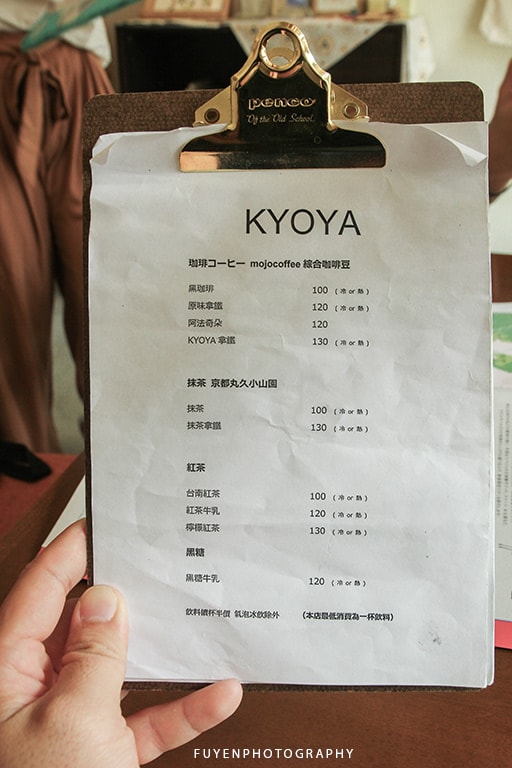 penco
Of the Old School.
KYOYA
珈琲コーヒー mojocoffee 綜合咖啡豆
黑珈琲 100 (冷 or 熱)
原味拿鐵 120 (冷 or 熱)
阿法奇朵 120
KYOYA 拿鐵 130 (冷 or 熱)
抹茶 京都丸久小山園
抹茶 100 (冷 or 熱)
抹茶拿鐵 130 (冷 or 熱)
紅茶
台南紅茶 100 (冷 or 熱)
紅茶牛乳 120 (冷 or 熱)
檸檬紅茶 130 (冷 or 熱)
黑糖
黑糖牛乳 120 (冷 or 熱)
飲料續杯半價 氣泡冰飲除外 (本店最低消費為一杯飲料)
FUYENPHOTOGRAPHY